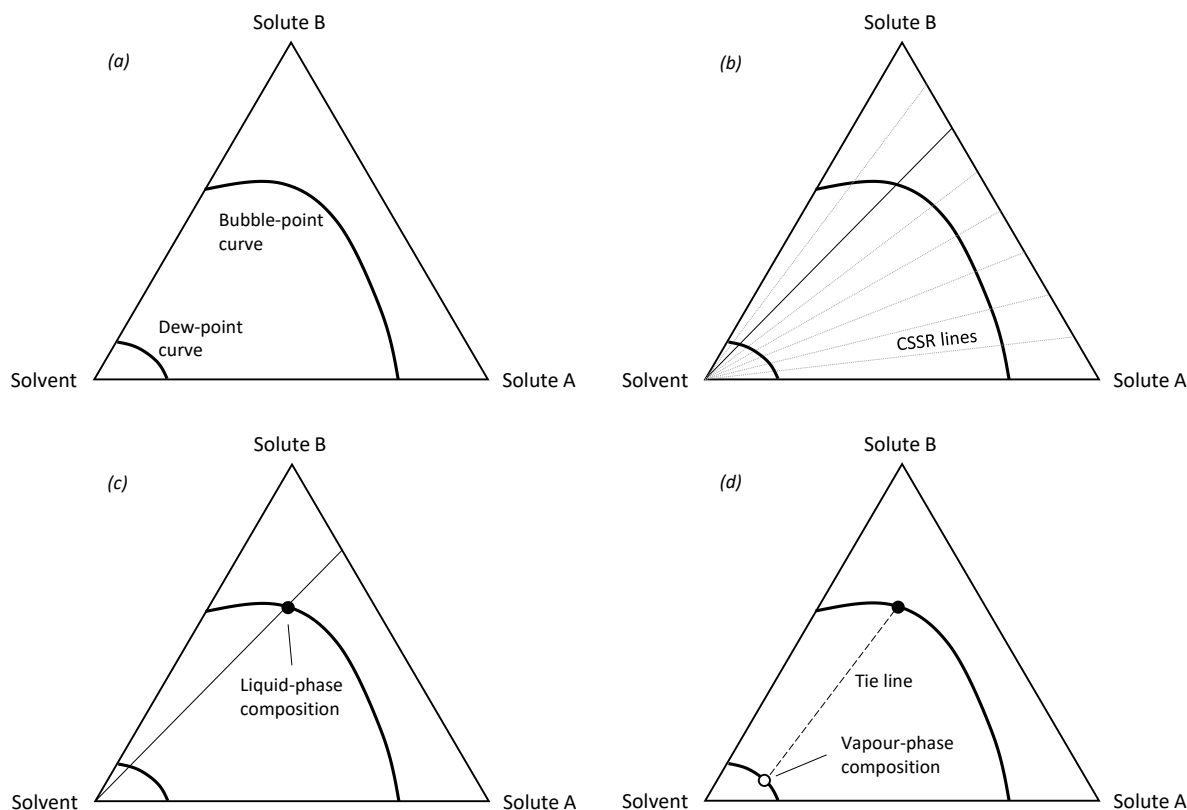 Solute B
(a)
Bubble-point
curve
Dew-point
curve
Solvent
Solute A
Solute B
(b)
CSSR lines
Solvent
Solute A
Solute B
(c)
Liquid-phase
composition
Solvent
Solute A
Solute B
(d)
Tie line
Vapour-phase
composition
Solvent
Solute A